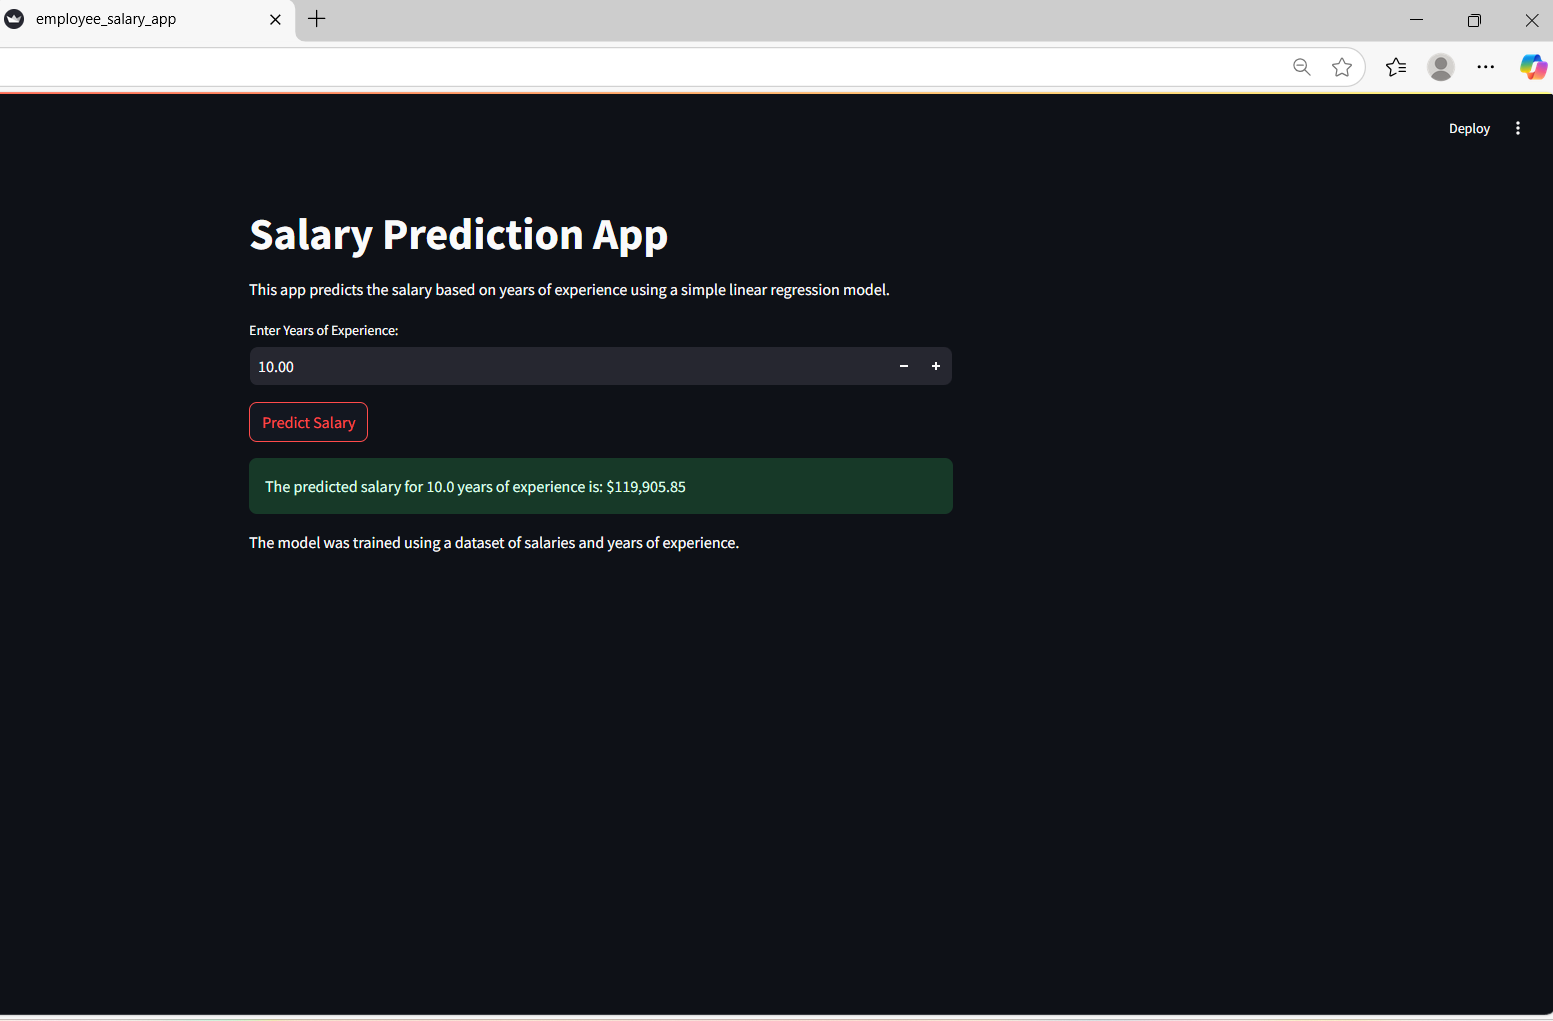 employee_salary_app
Deploy
Salary Prediction App
This app predicts the salary based on years of experience using a simple linear regression model.
Enter Years of Experience:
10.00
Predict Salary
The predicted salary for 10.0 years of experience is: $119,905.85
The model was trained using a dataset of salaries and years of experience.